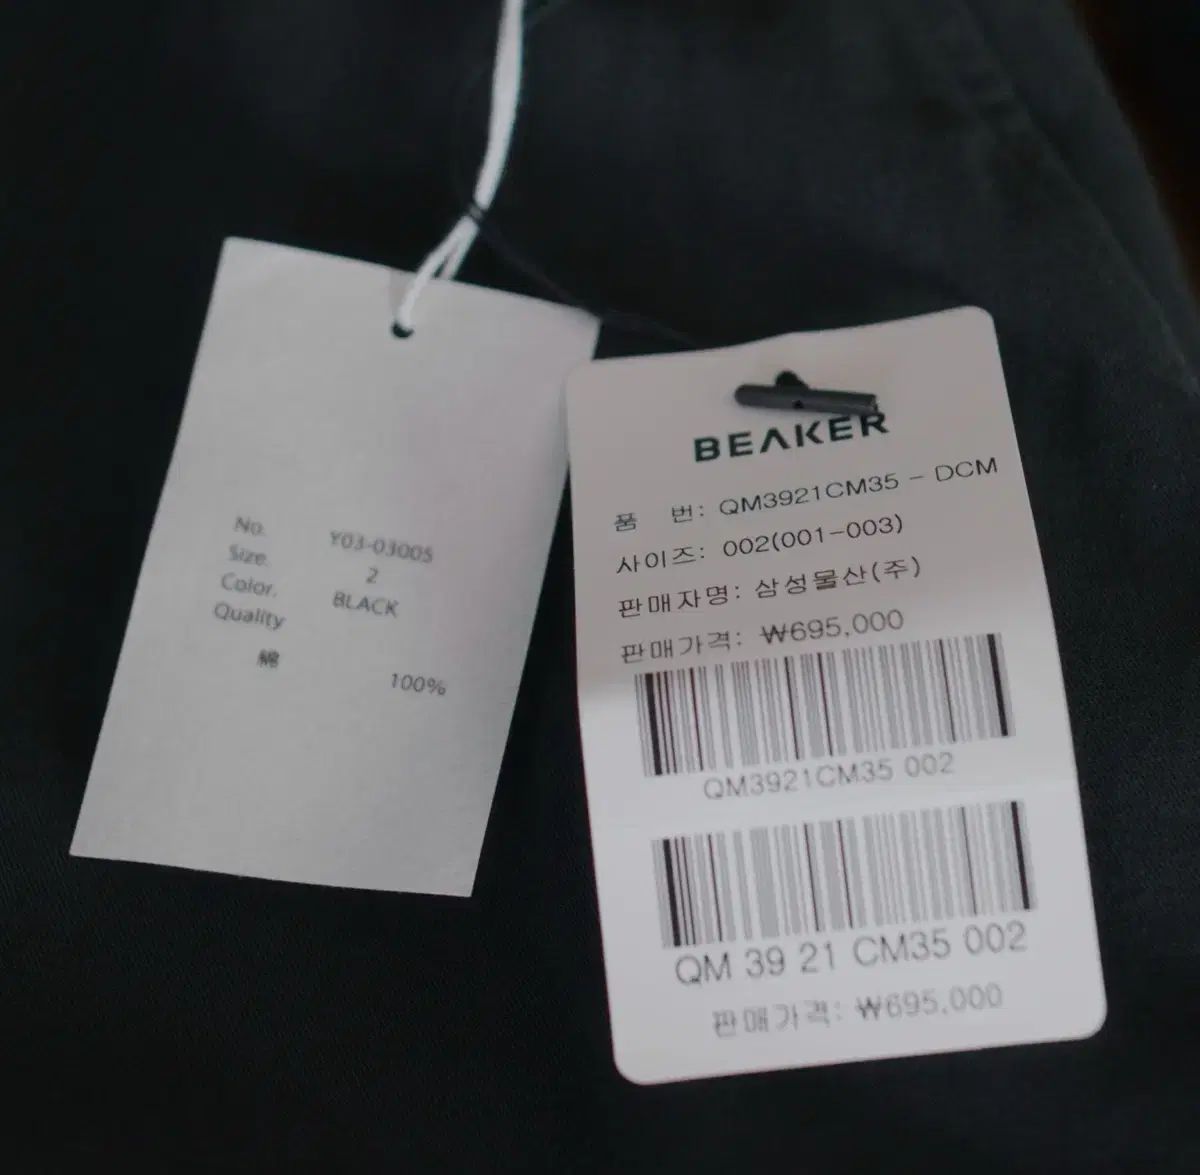 No. Y03-03005
Size. 2
Color. BLACK
Quality
綿 100%
BEAKER
품 번: QM3921CM35 - DCM
사이즈: 002(001-003)
판매자명: 삼성물산(주)
판매가격: ₩695,000
QM3921CM35 002
QM 39 21 CM35 002
판매가격: ₩695,000